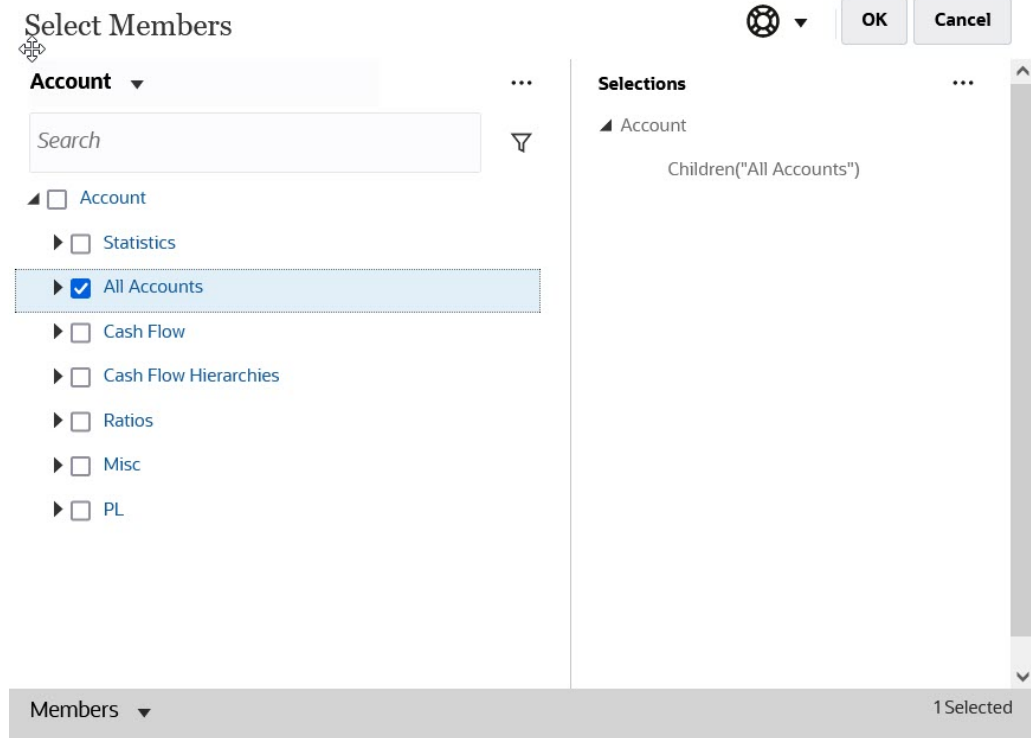 Select Members
OK
Cancel
Account
Search
Account
Statistics
All Accounts
Cash Flow
Cash Flow Hierarchies
Ratios
Misc
PL
Selections
Account
Children("All Accounts")
Members
1 Selected